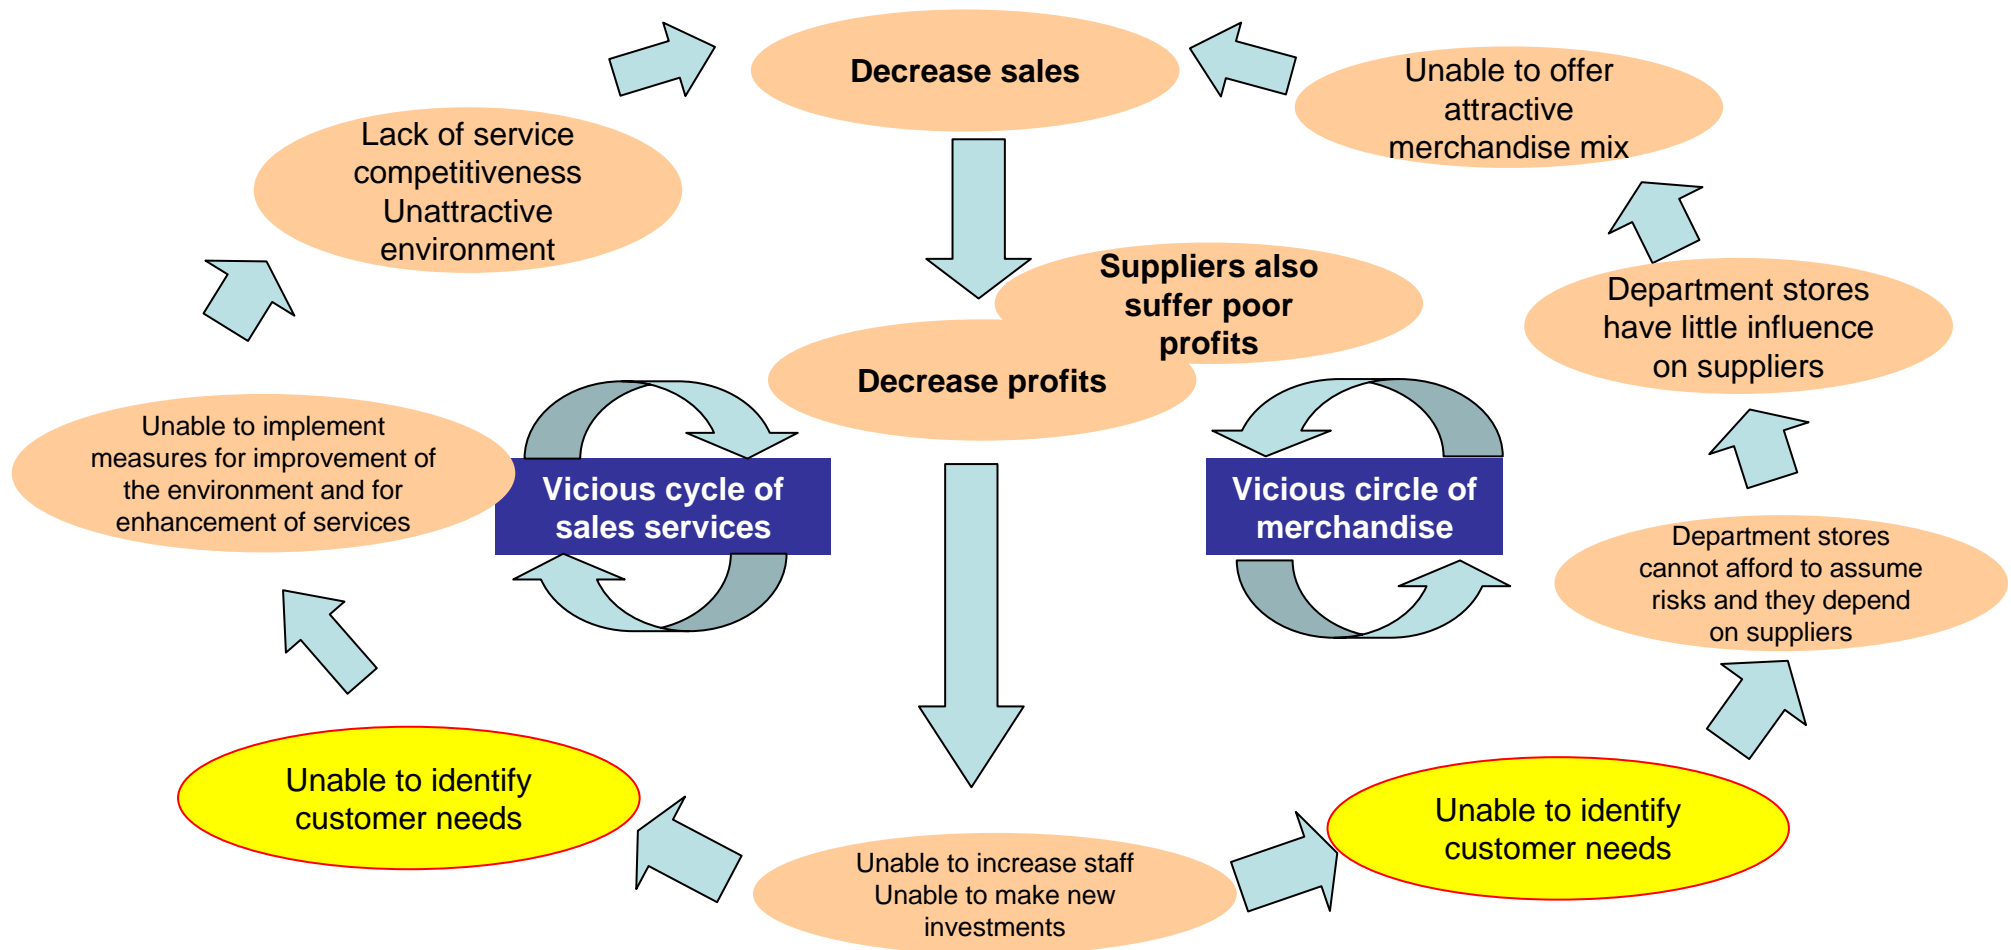 Decrease sales
Unable to offer
attractive
merchandise mix
Lack of service
competitiveness
Unattractive
environment
Suppliers also
suffer poor
profits
Department stores
have little influence
on suppliers
Decrease profits
Unable to implement
measures for improvement of
the environment and for
enhancement of services
Vicious cycle of
sales services
Vicious circle of
merchandise
Department stores
cannot afford to assume
risks and they depend
on suppliers
Unable to identify
customer needs
Unable to identify
customer needs
Unable to increase staff
Unable to make new
investments